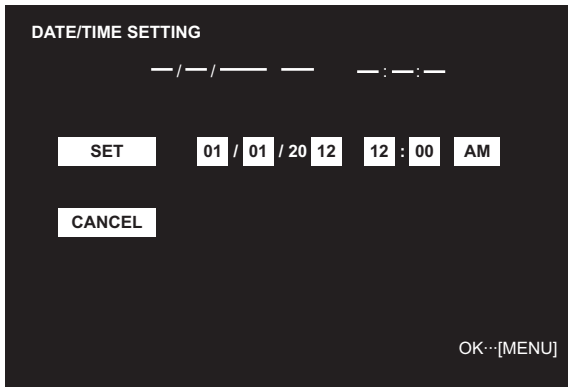 DATE/TIME SETTING
—/—/—— — —:—:—
SET 01 / 01 / 20 12 12 : 00 AM
CANCEL
OK···[MENU]